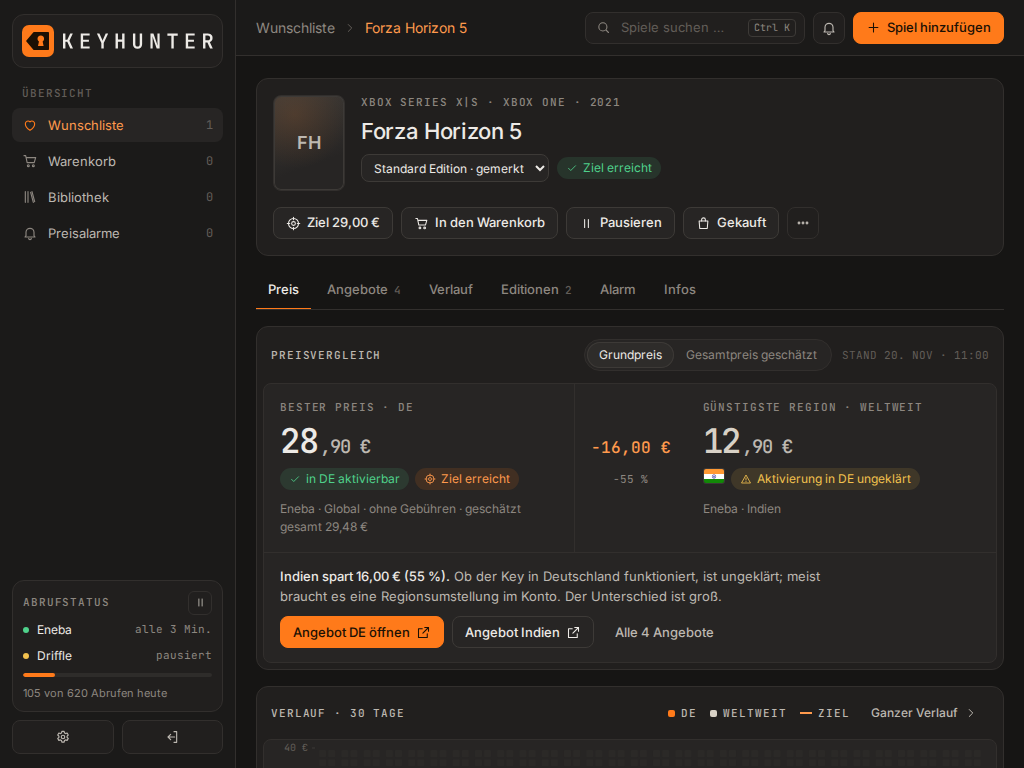 KEYHUNTER
ÜBERSICHT
Wunschliste 1
Warenkorb 0
Bibliothek 0
Preisalarme 0
ABRUFSTATUS
Eneba alle 3 Min.
Driffle pausiert
105 von 620 Abrufen heute
Wunschliste Forza Horizon 5
Spiele suchen ... Ctrl K
Spiel hinzufügen
XBOX SERIES X|S · XBOX ONE · 2021
FH
Forza Horizon 5
Standard Edition · gemerkt Ziel erreicht
Ziel 29,00 € In den Warenkorb Pausieren Gekauft
Preis Angebote 4 Verlauf Editionen 2 Alarm Infos
PREISVERGLEICH Grundpreis Gesamtpreis geschätzt STAND 20. NOV · 11:00
BESTER PREIS · DE
28,90 €
in DE aktivierbar Ziel erreicht
Eneba · Global · ohne Gebühren · geschätzt
gesamt 29,48 €
-16,00 €
-55 %
GÜNSTIGSTE REGION · WELTWEIT
12,90 €
Aktivierung in DE ungeklärt
Eneba · Indien
Indien spart 16,00 € (55 %). Ob der Key in Deutschland funktioniert, ist ungeklärt; meist
braucht es eine Regionsumstellung im Konto. Der Unterschied ist groß.
Angebot DE öffnen Angebot Indien Alle 4 Angebote
VERLAUF · 30 TAGE DE WELTWEIT ZIEL Ganzer Verlauf
40 €